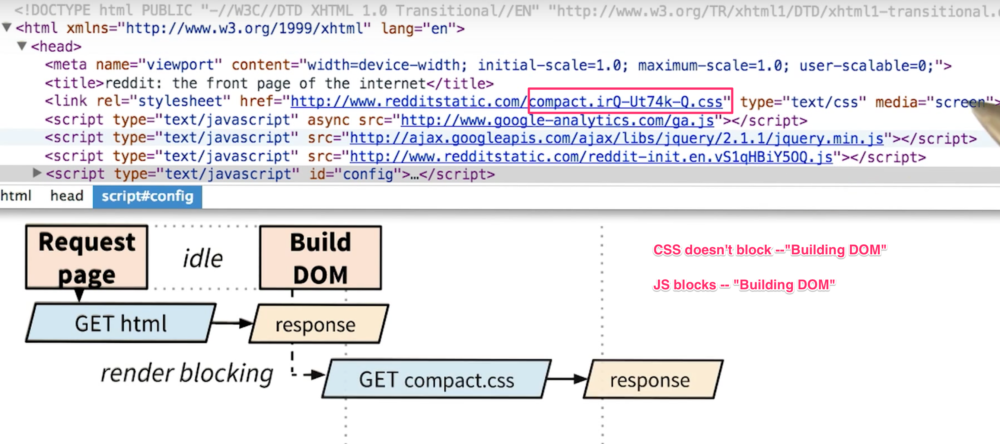 <!DOCTYPE html PUBLIC "-//W3C//DTD XHTML 1.0 Transitional//EN" "http://www.w3.org/TR/xhtml1/DTD/xhtml1-transitional.
<html xmlns="http://www.w3.org/1999/xhtml" lang="en">
<head>
<meta name="viewport" content="width=device-width; initial-scale=1.0; maximum-scale=1.0; user-scalable=0;">
<title>reddit: the front page of the internet</title>
<link rel="stylesheet" href="http://www.redditstatic.com/compact.irQ-Ut74k-Q.css" type="text/css" media="screen">
<script type="text/javascript" async src="http://www.google-analytics.com/ga.js"></script>
<script type="text/javascript" src="http://ajax.googleapis.com/ajax/libs/jquery/2.1.1/jquery.min.js"></script>
<script type="text/javascript" src="http://www.redditstatic.com/reddit-init.en.vS1qHBiY5OQ.js"></script>
<script type="text/javascript" id="config">…</script>
html head script#config
Request
page
idle
Build
DOM
CSS doesn't block --"Building DOM"
JS blocks -- "Building DOM"
GET html
response
render blocking
GET compact.css
response